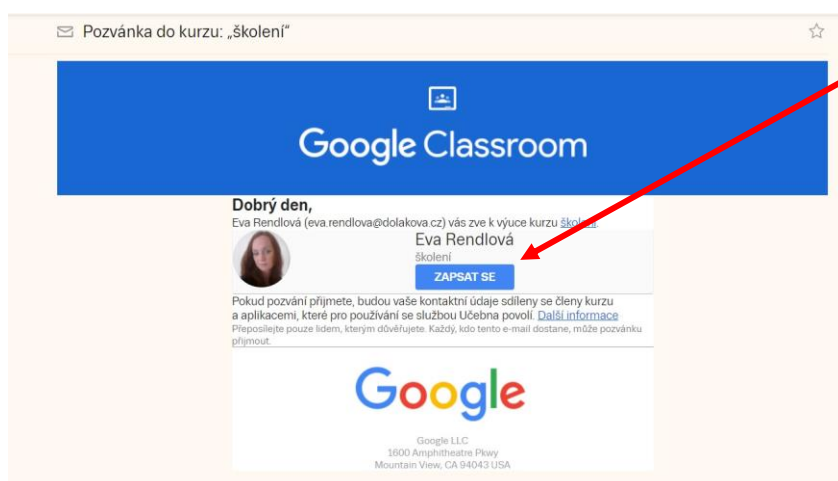 Pozvánka do kurzu: „školení“
Google Classroom
Dobrý den,
Eva Rendlová (eva.rendlova@dolakova.cz) vás zve k výuce kurzu školení.
Eva Rendlová
školení
ZAPSAT SE
Pokud pozvání přijmete, budou vaše kontaktní údaje sdíleny se členy kurzu
a aplikacemi, které pro používání se službou Učebna povolí. Další informace
Přeposílejte pouze lidem, kterým důvěřujete. Každý, kdo tento e-mail dostane, může pozvánku
přijmout.
Google
Google LLC
1600 Amphitheatre Pkwy
Mountain View, CA 94043 USA